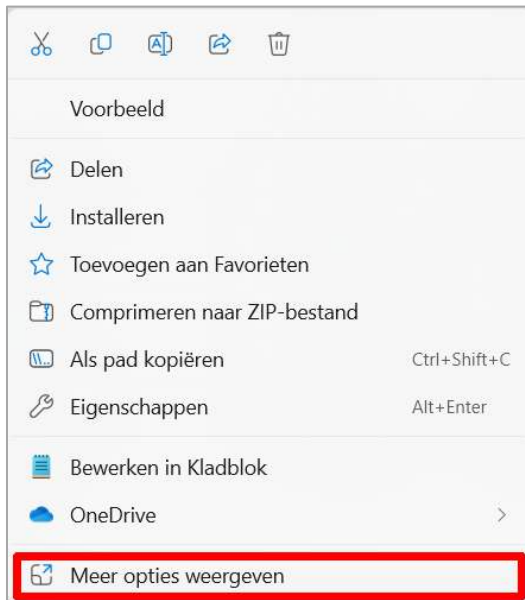 Voorbeeld
Delen
Installeren
Toevoegen aan Favorieten
Comprimeren naar ZIP-bestand
Als pad kopiëren Ctrl+Shift+C
Eigenschappen Alt+Enter
Bewerken in Kladblok
OneDrive
Meer opties weergeven